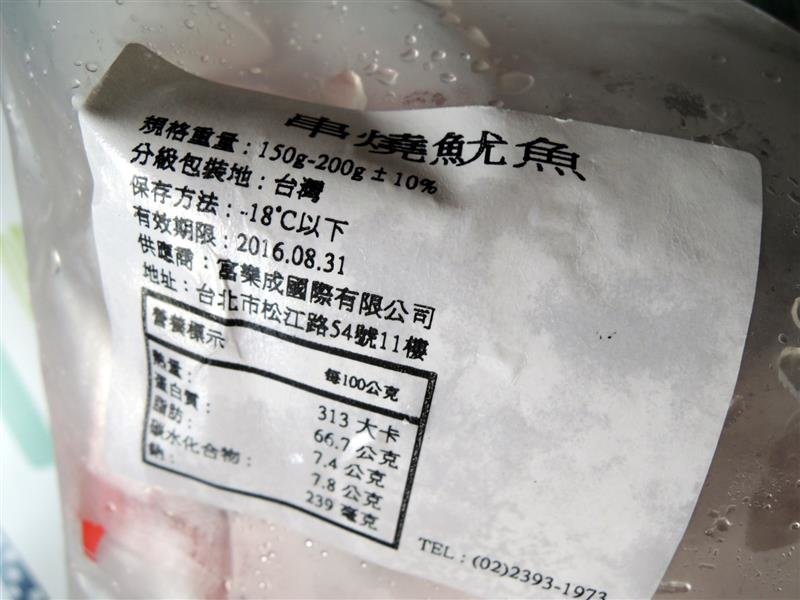 串燒魷魚
規格重量：150g-200g±10%
分級包裝地：台灣
保存方法：-18°C以下
有效期限：2016.08.31
供應商：富樂成國際有限公司
地址：台北市松江路54號11樓
營養標示
每100公克
熱量： 313 大卡
蛋白質： 66.7 公克
脂肪： 7.4 公克
碳水化合物： 7.8 公克
鈉： 239 毫克
TEL：(02)2393-1973